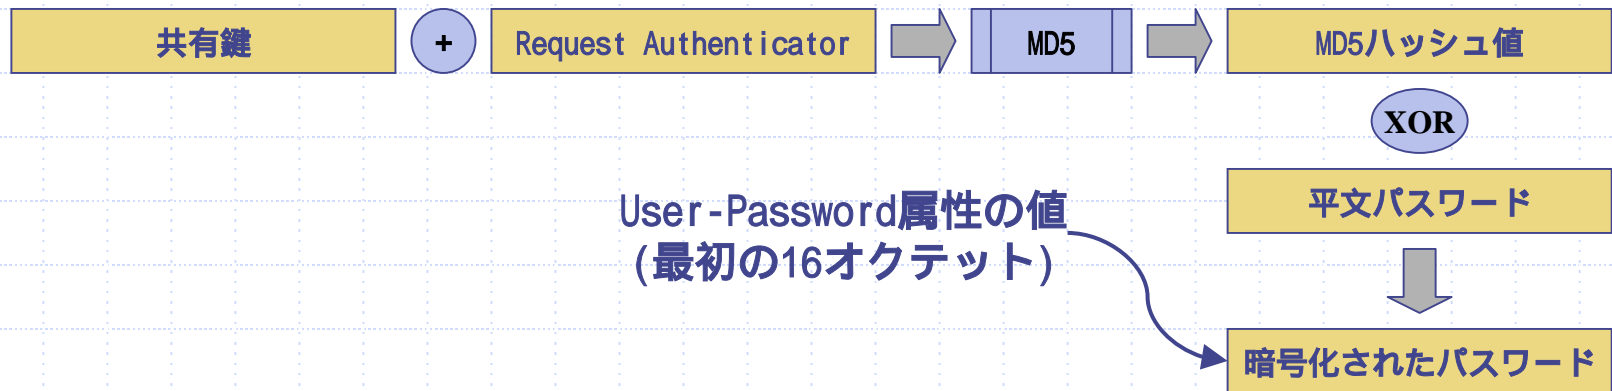 共有鍵
+
Request Authenticator
MD5
MD5ハッシュ値
XOR
平文パスワード
User-Password属性の値
(最初の16オクテット)
暗号化されたパスワード